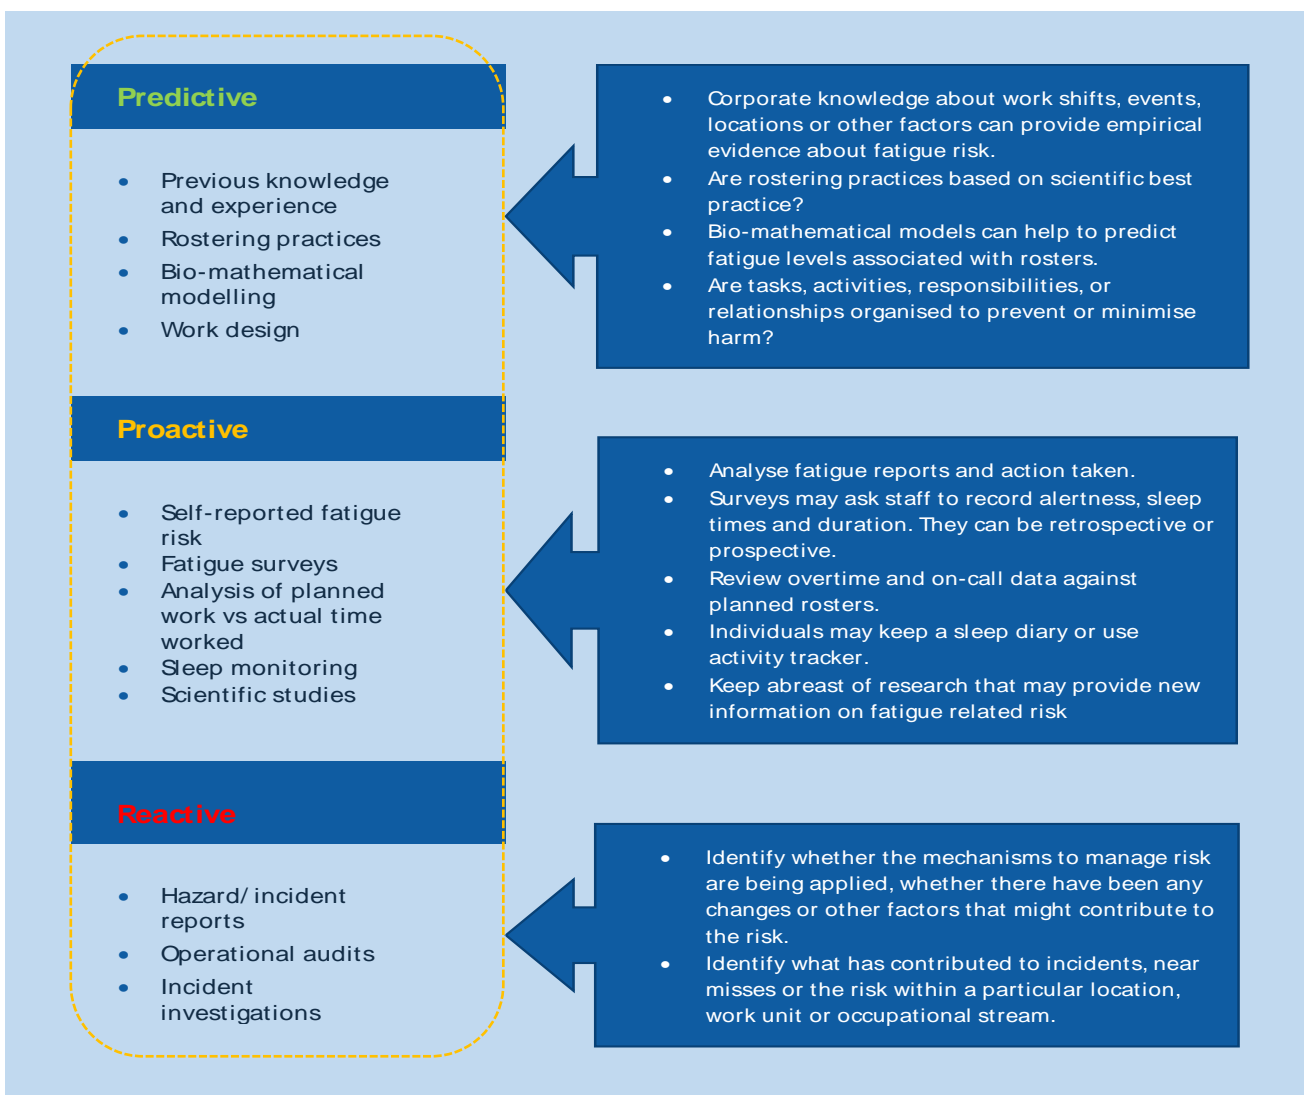 Predictive
• Previous knowledge
and experience
• Rostering practices
• Bio-mathematical
modelling
• Work design
• Corporate knowledge about work shifts, events,
locations or other factors can provide empirical
evidence about fatigue risk.
• Are rostering practices based on scientific best
practice?
• Bio-mathematical models can help to predict
fatigue levels associated with rosters.
• Are tasks, activities, responsibilities, or
relationships organised to prevent or minimise
harm?
Proactive
• Self-reported fatigue
risk
• Fatigue surveys
• Analysis of planned
work vs actual time
worked
• Sleep monitoring
• Scientific studies
• Analyse fatigue reports and action taken.
• Surveys may ask staff to record alertness, sleep
times and duration. They can be retrospective or
prospective.
• Review overtime and on-call data against
planned rosters.
• Individuals may keep a sleep diary or use
activity tracker.
• Keep abreast of research that may provide new
information on fatigue related risk
Reactive
• Hazard/ incident
reports
• Operational audits
• Incident
investigations
• Identify whether the mechanisms to manage risk
are being applied, whether there have been any
changes or other factors that might contribute to
the risk.
• Identify what has contributed to incidents, near
misses or the risk within a particular location,
work unit or occupational stream.